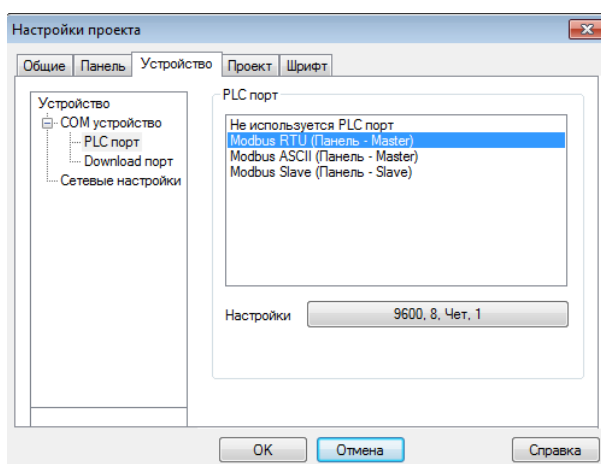 Настройки проекта
Общие Панель Устройство Проект Шрифт
Устройство
COM устройство
PLC порт
Download порт
Сетевые настройки
PLC порт
Не используется PLC порт
Modbus RTU (Панель - Master)
Modbus ASCII (Панель - Master)
Modbus Slave (Панель - Slave)
Настройки 9600, 8, Чет, 1
OK Отмена Справка